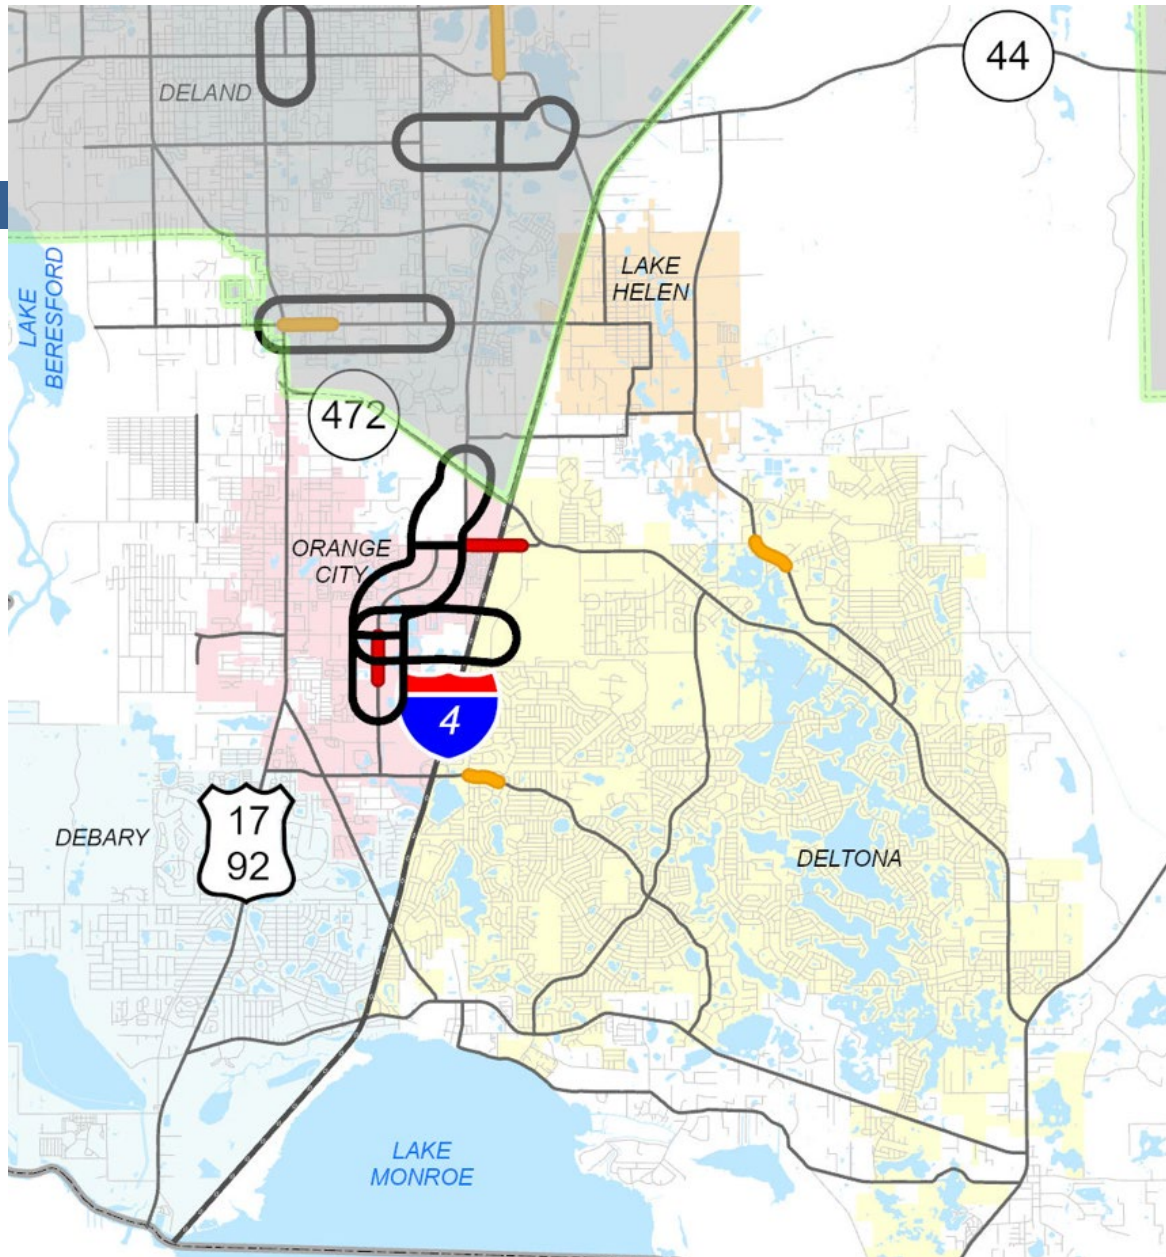 44
DELAND
LAKE
HELEN
LAKE
BERESFORD
472
ORANGE
CITY
4
17
92
DEBARY
DELTONA
LAKE
MONROE